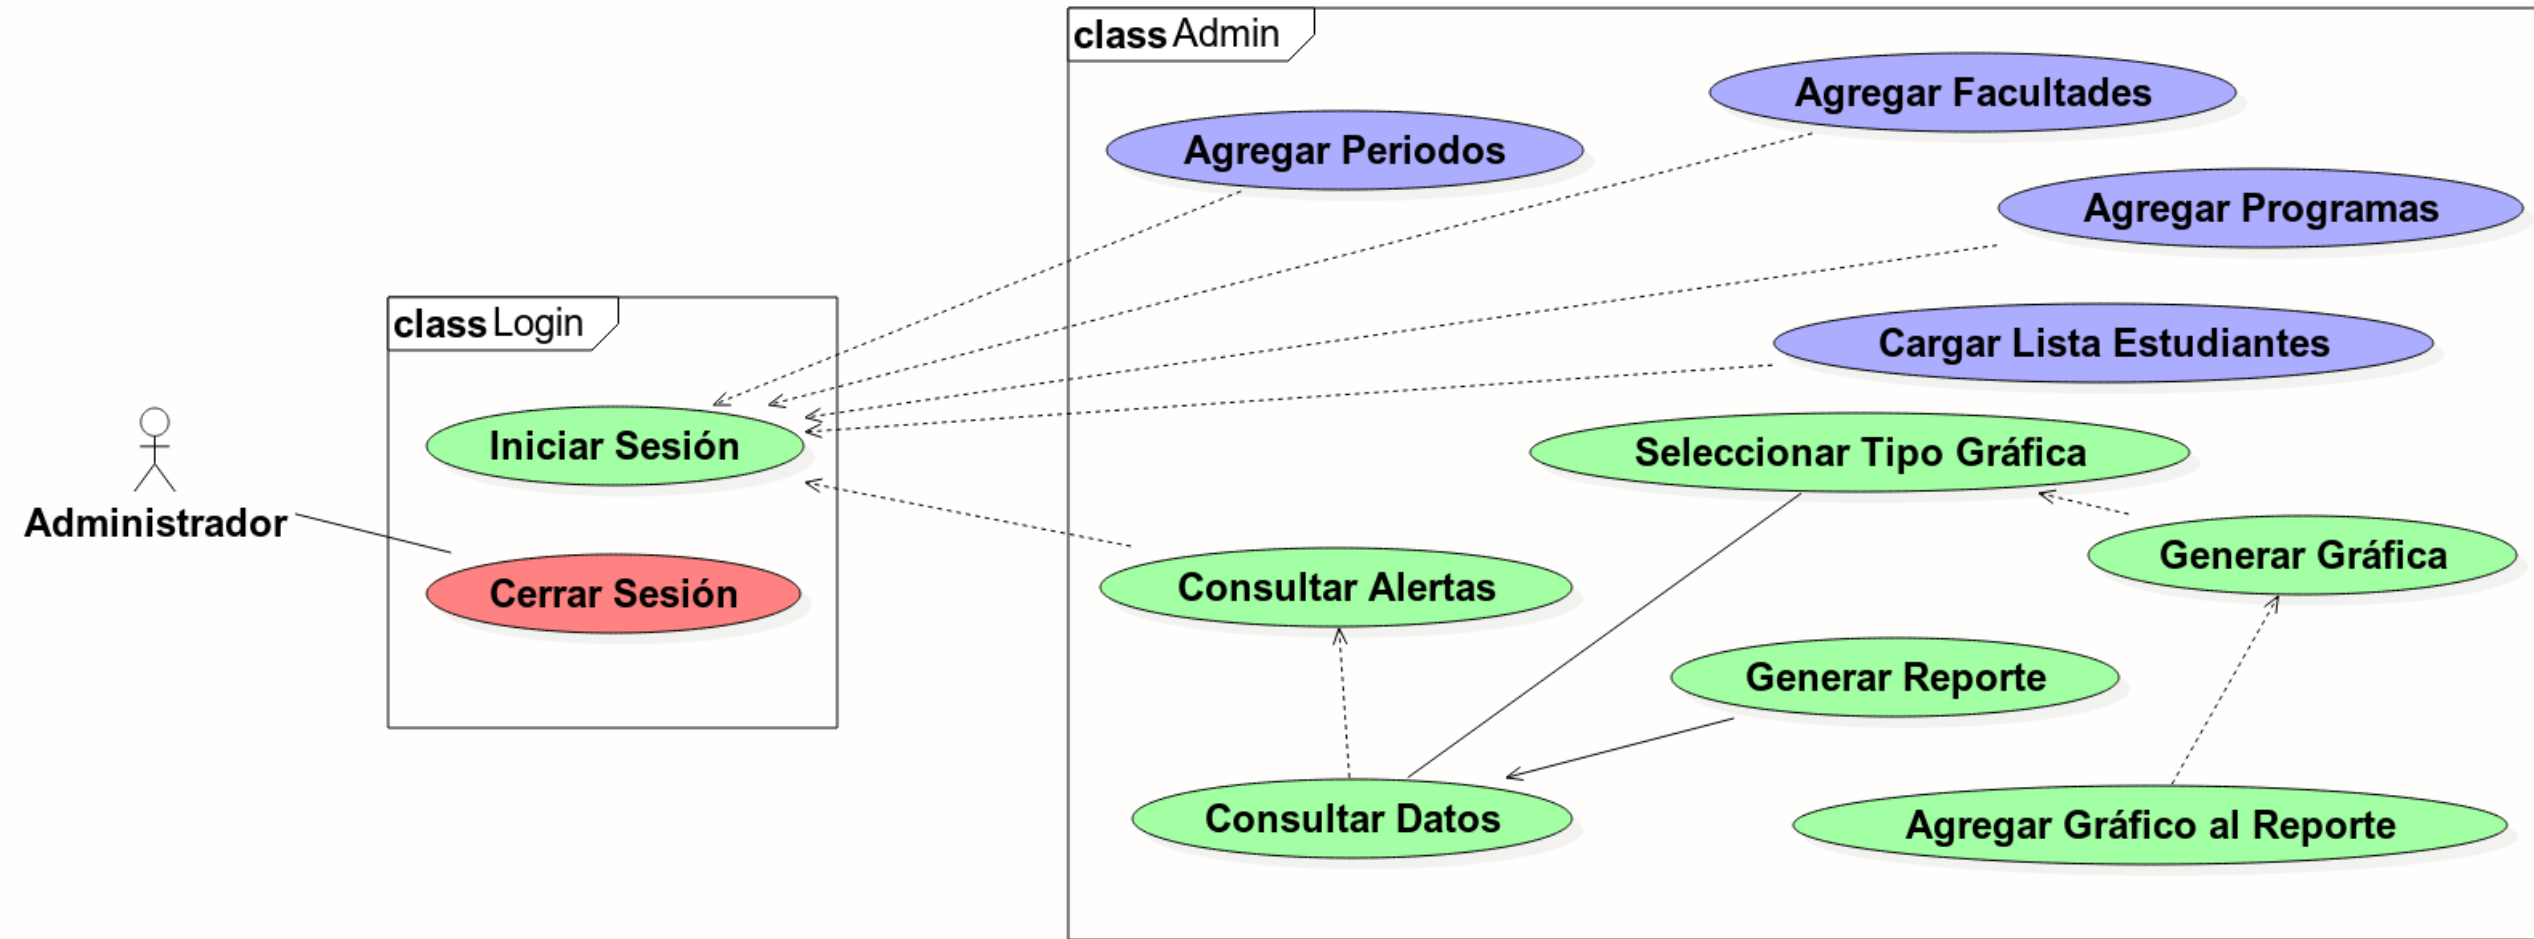 class Admin
Agregar Facultades
Agregar Periodos
Agregar Programas
class Login
Cargar Lista Estudiantes
Iniciar Sesión
Seleccionar Tipo Gráfica
Administrador
Generar Gráfica
Consultar Alertas
Cerrar Sesión
Generar Reporte
Consultar Datos
Agregar Gráfico al Reporte